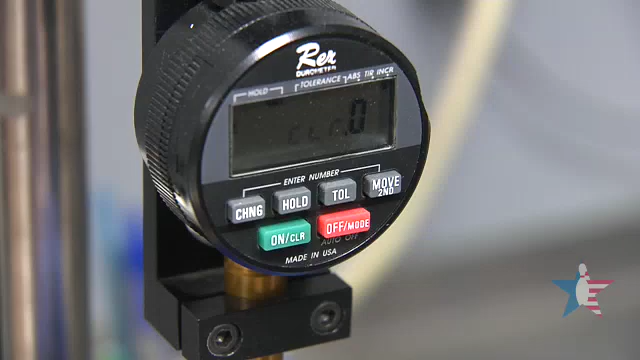 Rex
DUROMETER
HOLD TOLERANCE ABS TIR INCR
0
ENTER NUMBER
CHNG HOLD TOL MOVE
2ND
ON/CLR OFF/MODE
AUTO OFF
MADE IN USA